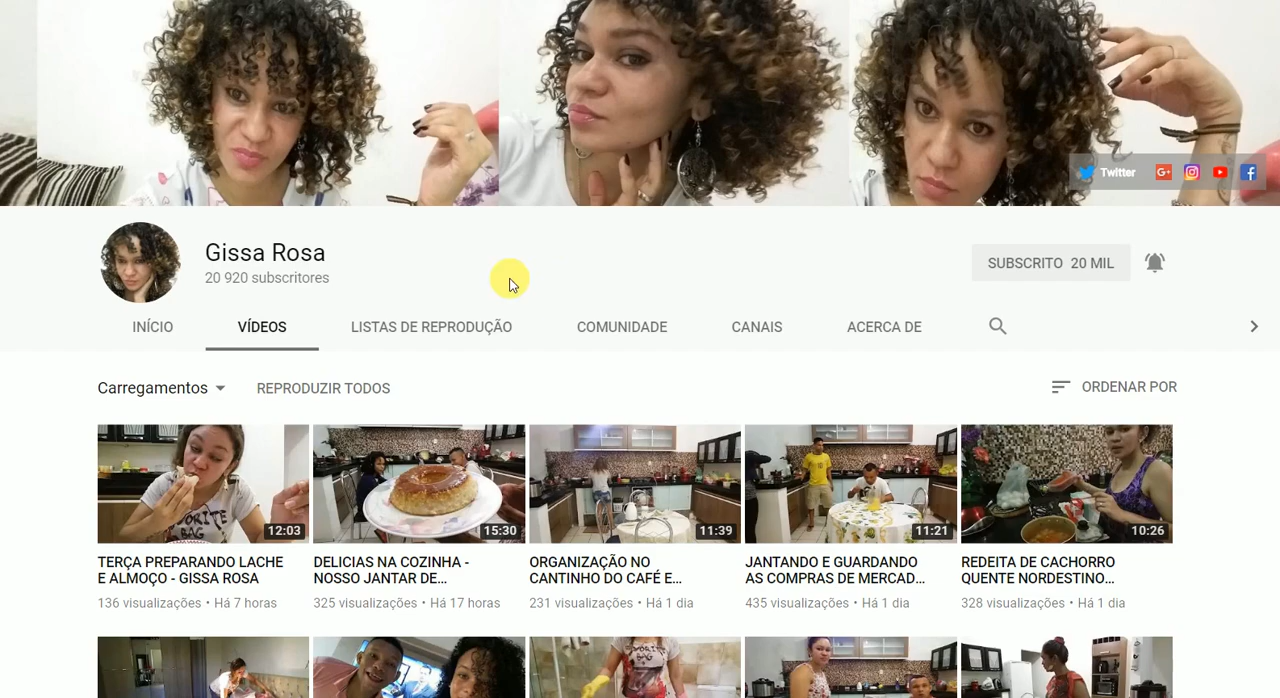 Twitter
Gissa Rosa
20 920 subscritores
SUBSCRITO 20 MIL
INÍCIO
VÍDEOS
LISTAS DE REPRODUÇÃO
COMUNIDADE
CANAIS
ACERCA DE
Carregamentos
REPRODUZIR TODOS
ORDENAR POR
12:03
15:30
11:39
11:21
10:26
TERÇA PREPARANDO LACHE
E ALMOÇO - GISSA ROSA
136 visualizações • Há 7 horas
DELICIAS NA COZINHA -
NOSSO JANTAR DE...
325 visualizações • Há 17 horas
ORGANIZAÇÃO NO
CANTINHO DO CAFÉ E...
231 visualizações • Há 1 dia
JANTANDO E GUARDANDO
AS COMPRAS DE MERCAD...
435 visualizações • Há 1 dia
REDEITA DE CACHORRO
QUENTE NORDESTINO...
328 visualizações • Há 1 dia